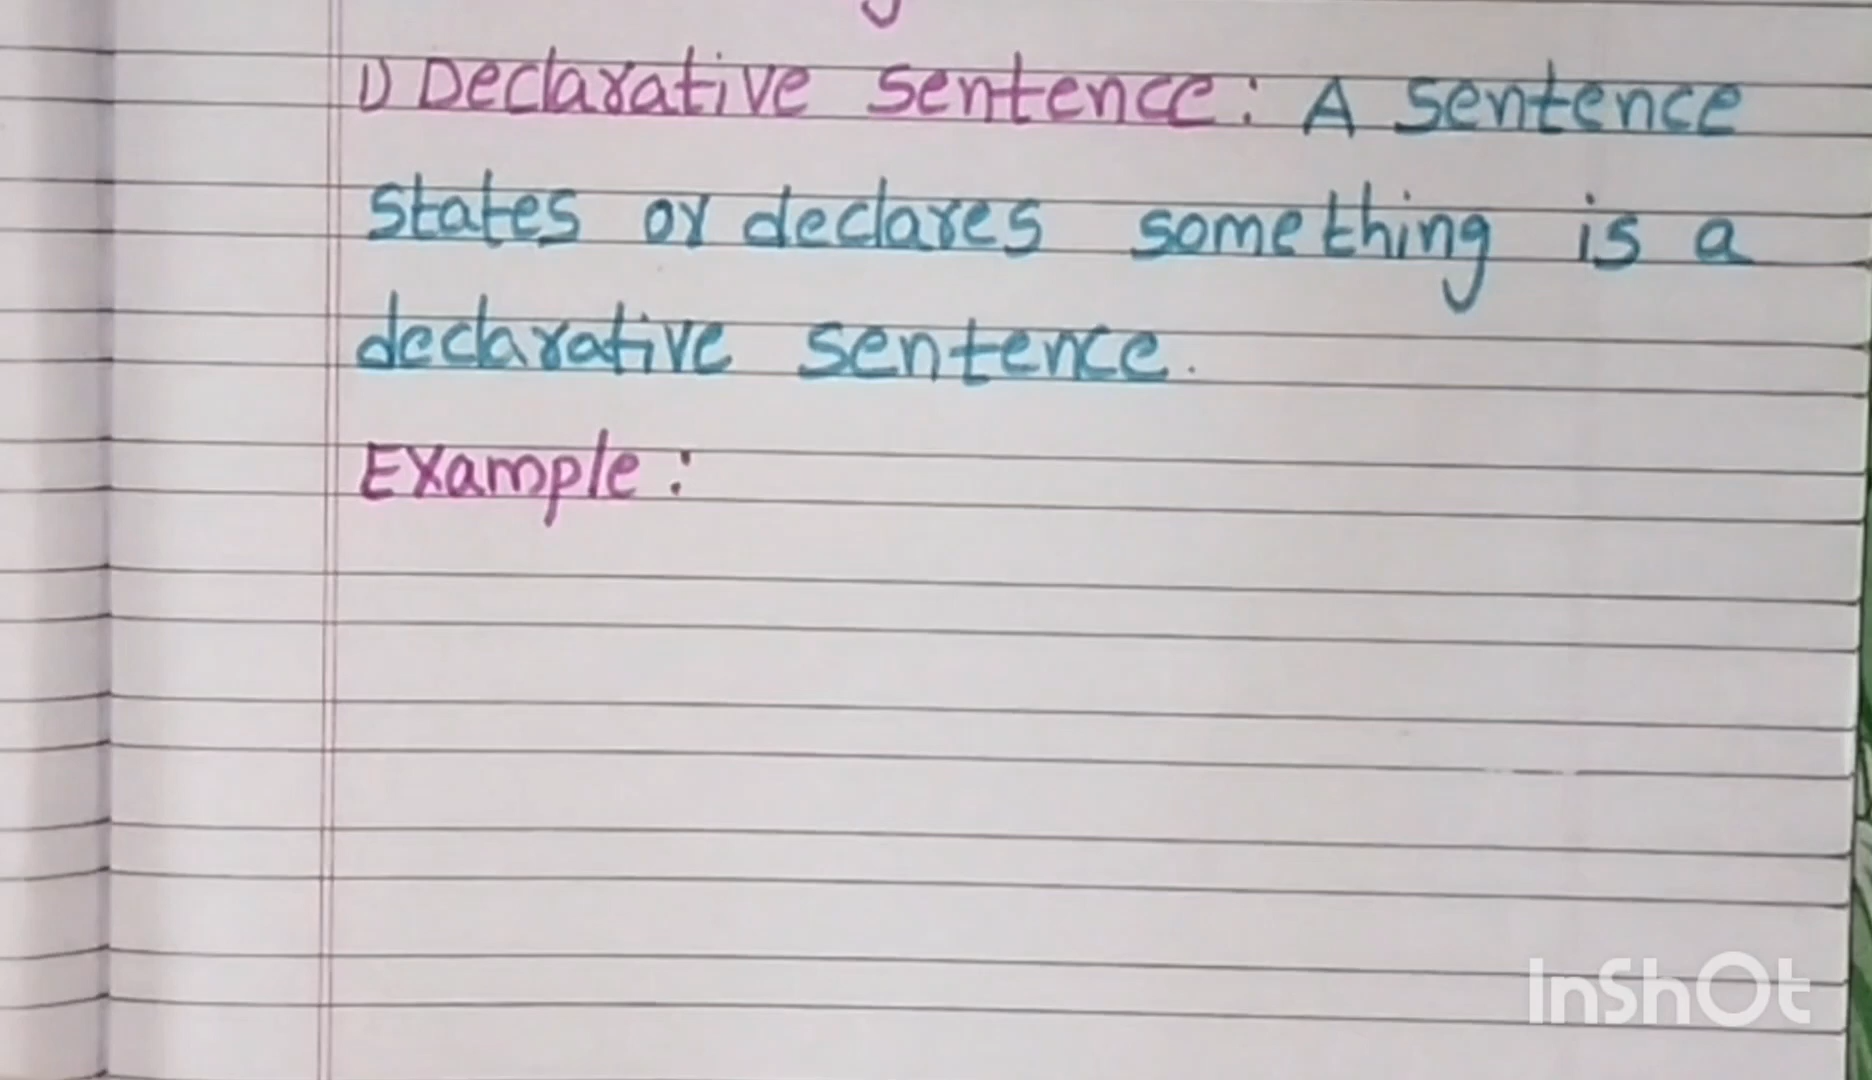 1) Declarative sentence: A sentence
states or declares something is a
declarative sentence.
Example:
InShOt